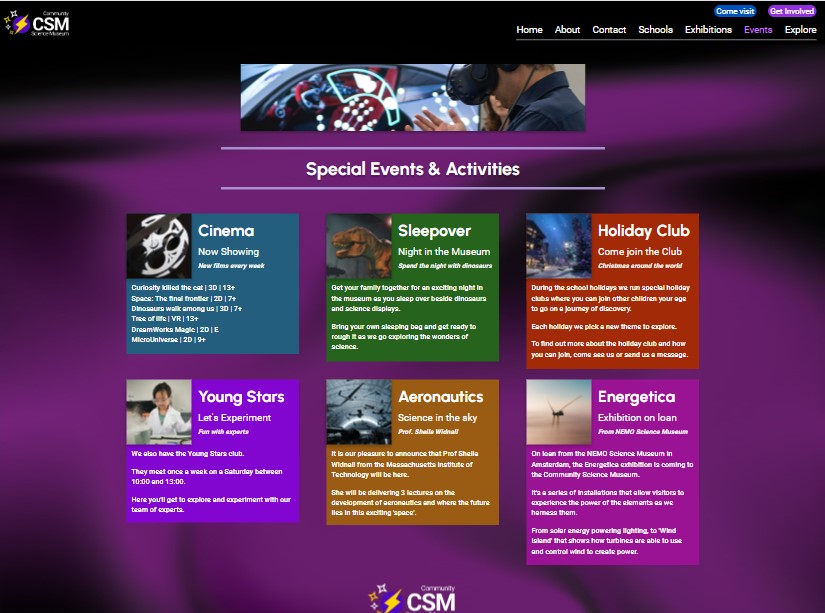 Community
CSM
Science Museum
Come visit
Get Involved
Home About Contact Schools Exhibitions Events Explore
Special Events & Activities
Cinema
Now Showing
New films every week
Curiosity killed the cat | 3D | 13+
Space: The final frontier | 2D | 7+
Dinosaurs walk among us | 3D | 7+
Tree of life | VR | 13+
DreamWorks Magic | 2D | E
MicroUniverse | 2D | 9+
Sleepover
Night in the Museum
Spend the night with dinosaurs
Get your family together for an exciting night in
the museum as you sleep over beside dinosaurs
and science displays.
Bring your own sleeping bag and get ready to
rough it as we go exploring the wonders of
science.
Holiday Club
Come join the Club
Christmas around the world
During the school holidays we run special holiday
clubs where you can join other children your age
to go on a journey of discovery.
Each holiday we pick a new theme to explore.
To find out more about the holiday club and how
you can join, come see us or send us a message.
Young Stars
Let's Experiment
Fun with experts
We also have the Young Stars club.
They meet once a week on a Saturday between
10:00 and 13:00.
Here you'll get to explore and experiment with our
team of experts.
Aeronautics
Science in the sky
Prof. Sheila Widnall
It is our pleasure to announce that Prof Sheila
Widnall from the Massachusetts Institute of
Technology will be here.
She will be delivering 3 lectures on the
development of aeronautics and where the future
lies in this exciting 'space'.
Energetica
Exhibition on loan
From NEMO Science Museum
On loan from the NEMO Science Museum in
Amsterdam, the Energetica exhibition is coming to
the Community Science Museum.
It's a series of installations that allow visitors to
experience the power of the elements as we
harness them.
From solar energy powering lighting, to 'Wind
Island' that shows how turbines are able to use
and control wind to create power.
Community
CSM